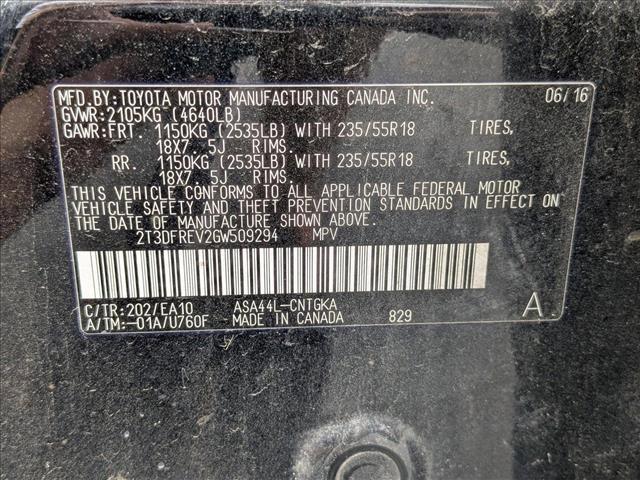 MFD.BY:TOYOTA MOTOR MANUFACTURING CANADA INC. 06/16
GVWR:2105KG (4640LB)
GAWR:FRT. 1150KG (2535LB) WITH 235/55R18 TIRES,
18X7. 5J RIMS.
RR. 1150KG (2535LB) WITH 235/55R18 TIRES,
18X7. 5J RIMS.
THIS VEHICLE CONFORMS TO ALL APPLICABLE FEDERAL MOTOR
VEHICLE SAFETY AND THEFT PREVENTION STANDARDS IN EFFECT ON
THE DATE OF MANUFACTURE SHOWN ABOVE.
2T3DFREV2GW509294 MPV
C/TR:202/EA10 ASA44L-CNTGKA
A/TM:-01A/U760F MADE IN CANADA 829 A